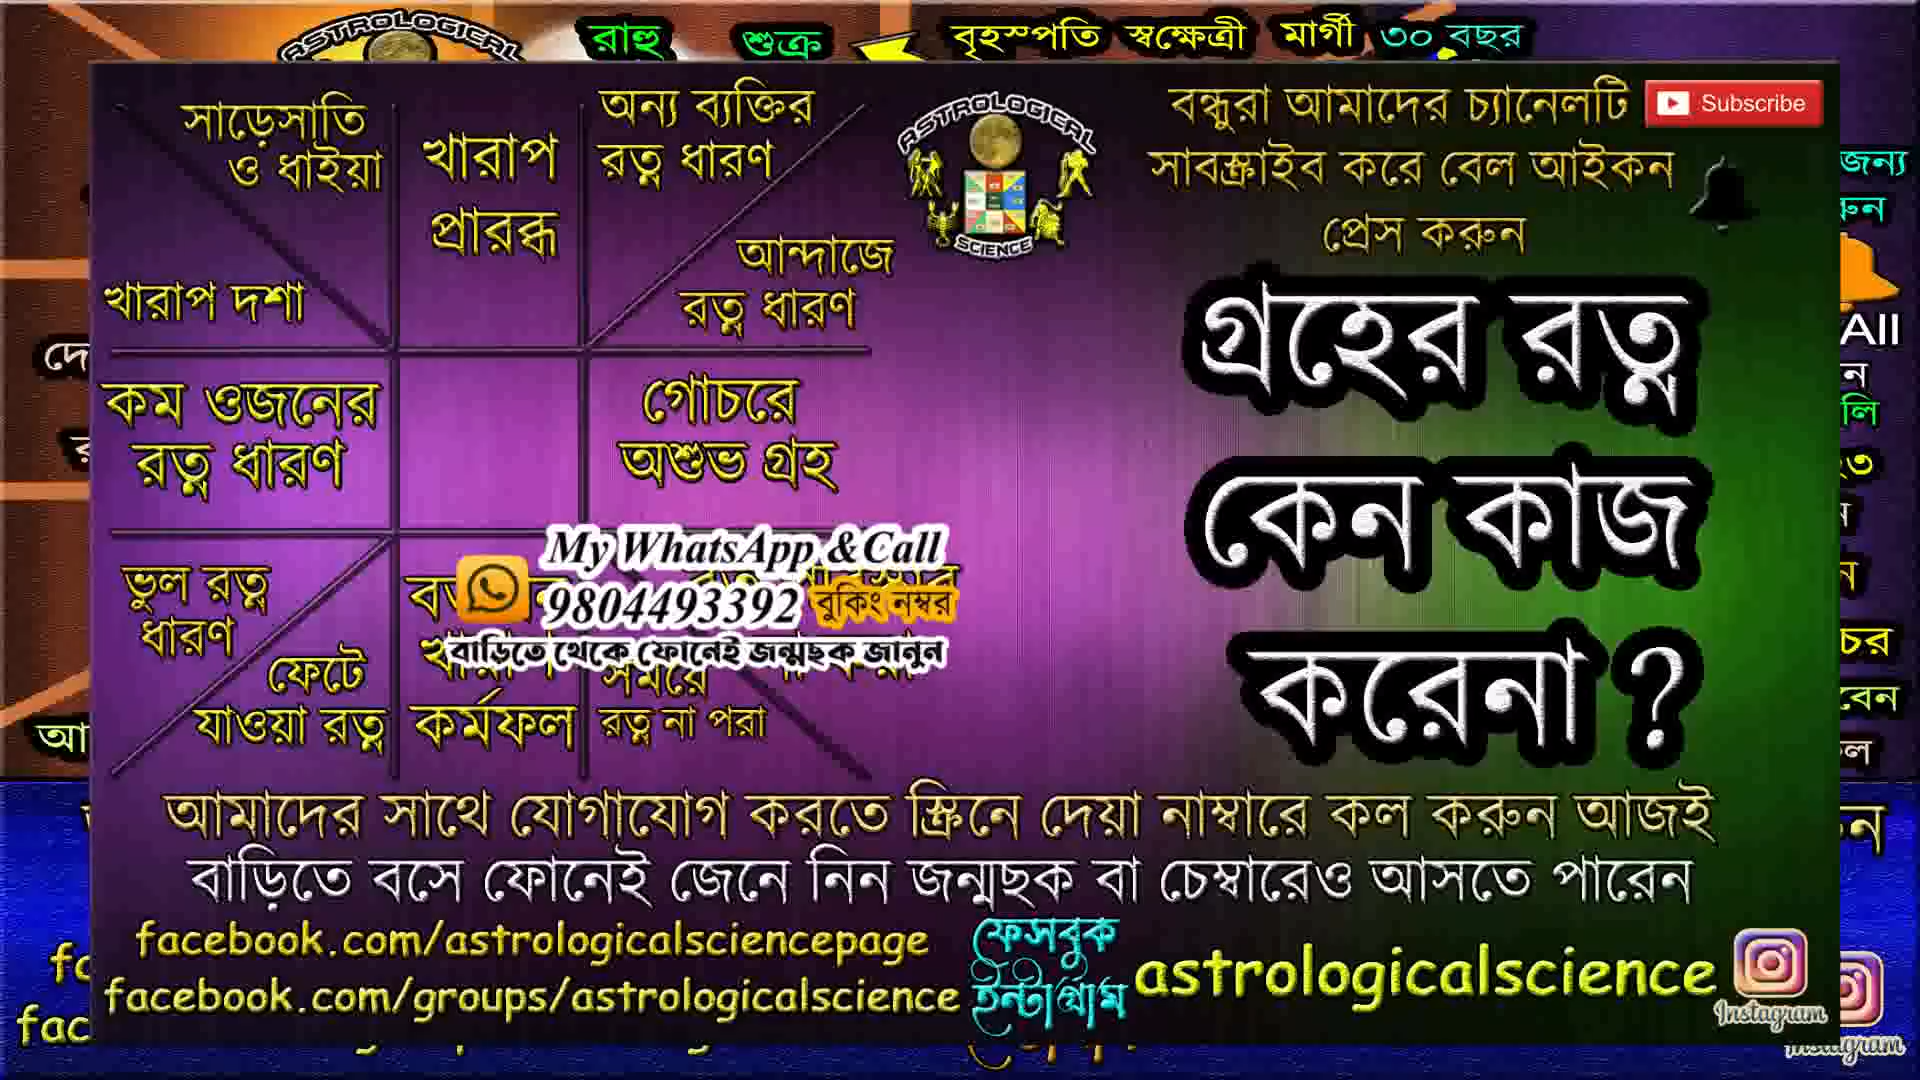 রাহু শুক্র বৃহস্পতি স্বক্ষেত্রী মার্গী ৩০ বছর
সাড়েসাতি
ও ধাইয়া
খারাপ
প্রারব্ধ
অন্য ব্যক্তির
রত্ন ধারণ
আন্দাজে
রত্ন ধারণ
খারাপ দশা
কম ওজনের
রত্ন ধারণ
গোচরে
অশুভ গ্রহ
ভুল রত্ন
ধারণ
ফেটে
যাওয়া রত্ন
কর্মফল
সময়ে
রত্ন না পরা
My WhatsApp & Call
9804493392 বুকিং নম্বর
বাড়িতে থেকে ফোনেই জন্মছক জানুন
ASTROLOGICAL
SCIENCE
বন্ধুরা আমাদের চ্যানেলটি Subscribe
সাবস্ক্রাইব করে বেল আইকন
প্রেস করুন
গ্রহের রত্ন
কেন কাজ
করেনা ?
আমাদের সাথে যোগাযোগ করতে স্ক্রিনে দেয়া নাম্বারে কল করুন আজই
বাড়িতে বসে ফোনেই জেনে নিন জন্মছক বা চেম্বারেও আসতে পারেন
facebook.com/astrologicalsciencepage
facebook.com/groups/astrologicalscience
ফেসবুক
ইন্টাগ্রাম
astrologicalscience
Instagram
ASTROLOGICAL
All
Instagram